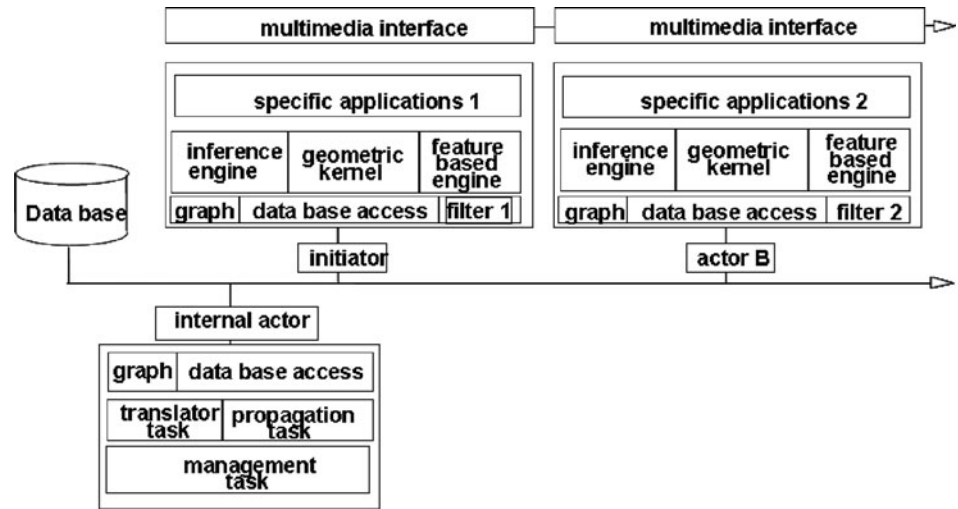 multimedia interface
multimedia interface
specific applications 1
specific applications 2
inference
engine
geometric
kernel
feature
based
engine
inference
engine
geometric
kernel
feature
based
engine
graph
data base access
filter 1
graph
data base access
filter 2
Data base
initiator
actor B
internal actor
graph
data base access
translator
task
propagation
task
management
task